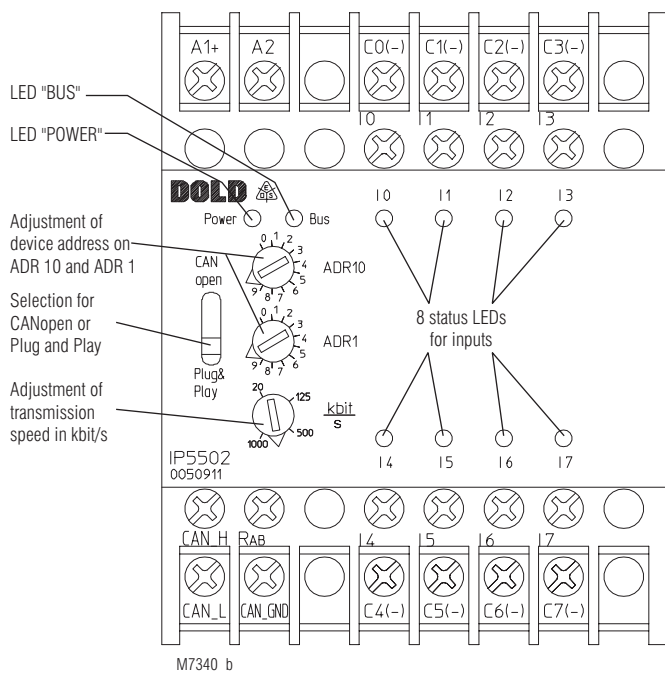 A1+ A2 C0(-) C1(-) C2(-) C3(-)
I0 I1 I2 I3
LED "BUS"
LED "POWER"
DOLD
E
D S
Power Bus
I0 I1 I2 I3
Adjustment of
device address on
ADR 10 and ADR 1
CAN
open
0 1 2 3 4 5 6 7 8 9
ADR10
Selection for
CANopen or
Plug and Play
0 1 2 3 4 5 6 7 8 9
ADR1
8 status LEDs
for inputs
Plug&
Play
Adjustment of
transmission
speed in kbit/s
20 125 500 1000
kbit
s
I4 I5 I6 I7
IP5502
0050911
CAN_H RAB I4 I5 I6 I7
CAN_L CAN_GND C4(-) C5(-) C6(-) C7(-)
M7340 b